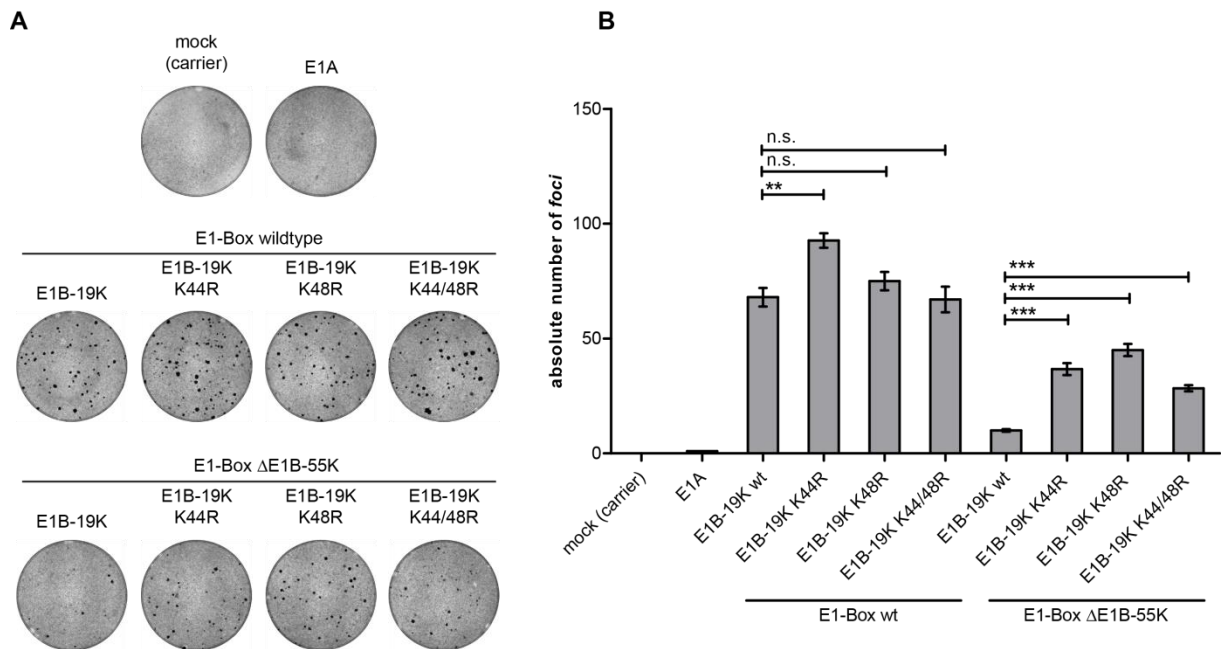 A
mock
(carrier)
E1A
E1-Box wildtype
E1B-19K
E1B-19K
K44R
E1B-19K
K48R
E1B-19K
K44/48R
E1-Box ΔE1B-55K
E1B-19K
E1B-19K
K44R
E1B-19K
K48R
E1B-19K
K44/48R
B
absolute number of foci
150
100
50
0
n.s.
n.s.
**
***
***
***
mock (carrier)
E1A
E1B-19K wt
E1B-19K K44R
E1B-19K K48R
E1B-19K K44/48R
E1B-19K wt
E1B-19K K44R
E1B-19K K48R
E1B-19K K44/48R
E1-Box wt
E1-Box ΔE1B-55K